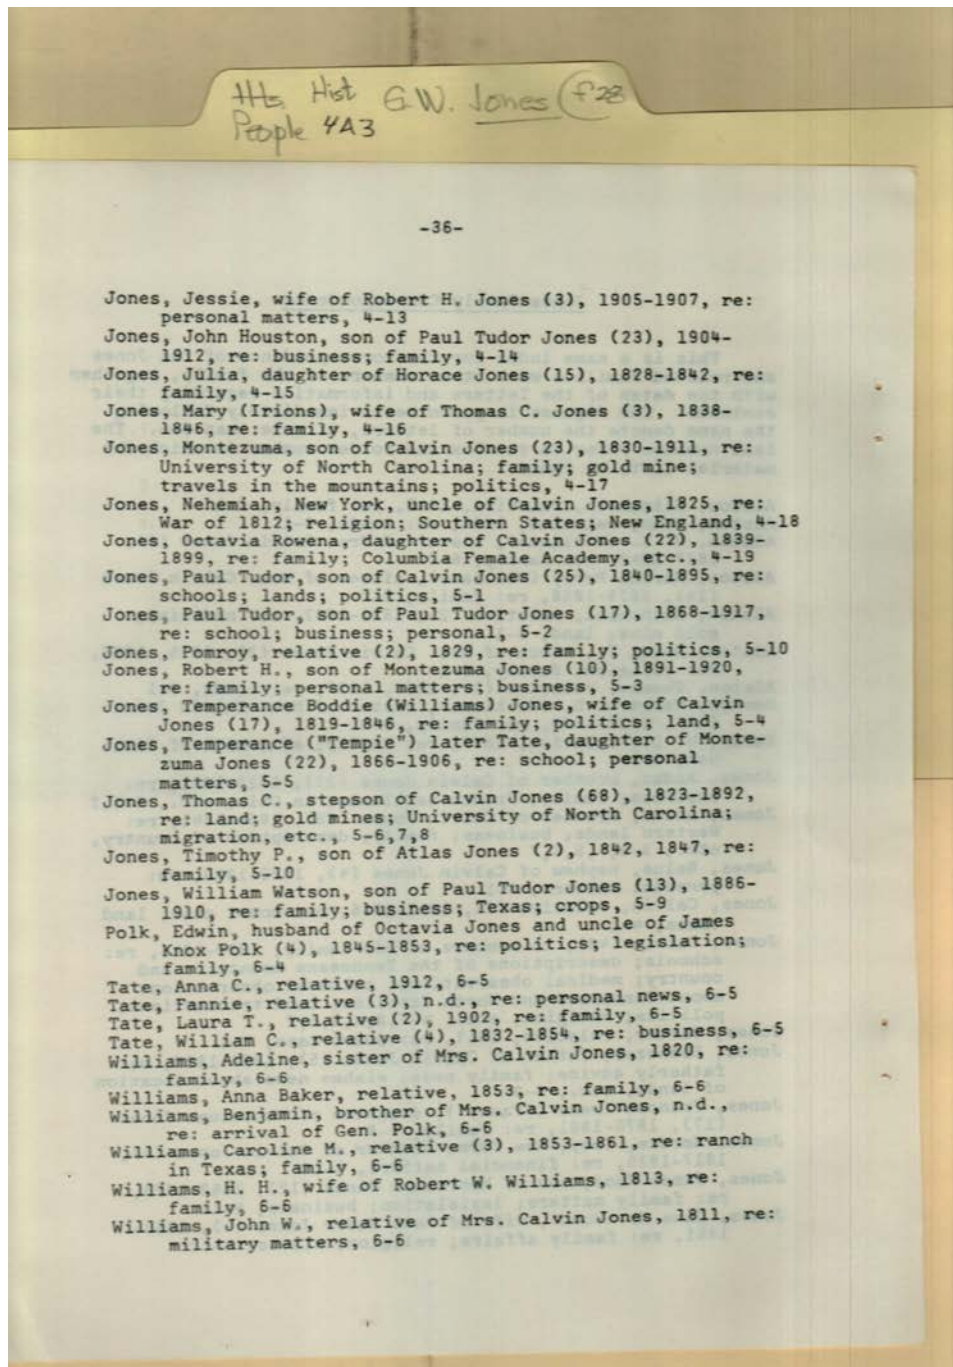 Hts. Hist G.W. Jones f28
People 4A3
-36-
Jones, Jessie, wife of Robert H. Jones (3), 1905-1907, re:
personal matters, 4-13
Jones, John Houston, son of Paul Tudor Jones (23), 1904-
1912, re: business; family, 4-14
Jones, Julia, daughter of Horace Jones (15), 1828-1842, re:
family, 4-15
Jones, Mary (Irions), wife of Thomas C. Jones (3), 1838-
1846, re: family, 4-16
Jones, Montezuma, son of Calvin Jones (23), 1830-1911, re:
University of North Carolina; family; gold mine;
travels in the mountains; politics, 4-17
Jones, Nehemiah, New York, uncle of Calvin Jones, 1825, re:
War of 1812; religion; Southern States; New England, 4-18
Jones, Octavia Rowena, daughter of Calvin Jones (22), 1839-
1899, re: family; Columbia Female Academy, etc., 4-19
Jones, Paul Tudor, son of Calvin Jones (25), 1840-1895, re:
schools; lands; politics, 5-1
Jones, Paul Tudor, son of Paul Tudor Jones (17), 1868-1917,
re: school; business; personal, 5-2
Jones, Pomroy, relative (2), 1829, re: family; politics, 5-10
Jones, Robert H., son of Montezuma Jones (10), 1891-1920,
re: family; personal matters; business, 5-3
Jones, Temperance Boddie (Williams) Jones, wife of Calvin
Jones (17), 1819-1846, re: family; politics; land, 5-4
Jones, Temperance ("Tempie") later Tate, daughter of Monte-
zuma Jones (22), 1866-1906, re: school; personal
matters, 5-5
Jones, Thomas C., stepson of Calvin Jones (68), 1823-1892,
re: land; gold mines; University of North Carolina;
migration, etc., 5-6,7,8
Jones, Timothy P., son of Atlas Jones (2), 1842, 1847, re:
family, 5-10
Jones, William Watson, son of Paul Tudor Jones (13), 1886-
1910, re: family; business; Texas; crops, 5-9
Polk, Edwin, husband of Octavia Jones and uncle of James
Knox Polk (4), 1845-1853, re: politics; legislation;
family, 6-4
Tate, Anna C., relative, 1912, 6-5
Tate, Fannie, relative (3), n.d., re: personal news, 6-5
Tate, Laura T., relative (2), 1902, re: family, 6-5
Tate, William C., relative (4), 1832-1854, re: business, 6-5
Williams, Adeline, sister of Mrs. Calvin Jones, 1820, re:
family, 6-6
Williams, Anna Baker, relative, 1853, re: family, 6-6
Williams, Benjamin, brother of Mrs. Calvin Jones, n.d.,
re: arrival of Gen. Polk, 6-6
Williams, Caroline M., relative (3), 1853-1861, re: ranch
in Texas; family, 6-6
Williams, H. H., wife of Robert W. Williams, 1813, re:
family, 6-6
Williams, John W., relative of Mrs. Calvin Jones, 1811, re:
military matters, 6-6